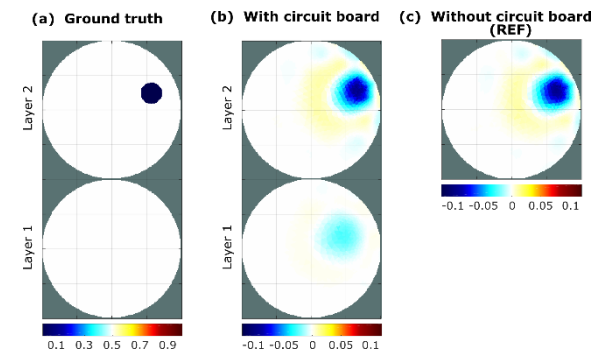 (a) Ground truth
(b) With circuit board
(c) Without circuit board
(REF)
Layer 2
Layer 2
Layer 1
Layer 1
-0.1 -0.05 0 0.05 0.1
0.1 0.3 0.5 0.7 0.9
-0.1 -0.05 0 0.05 0.1